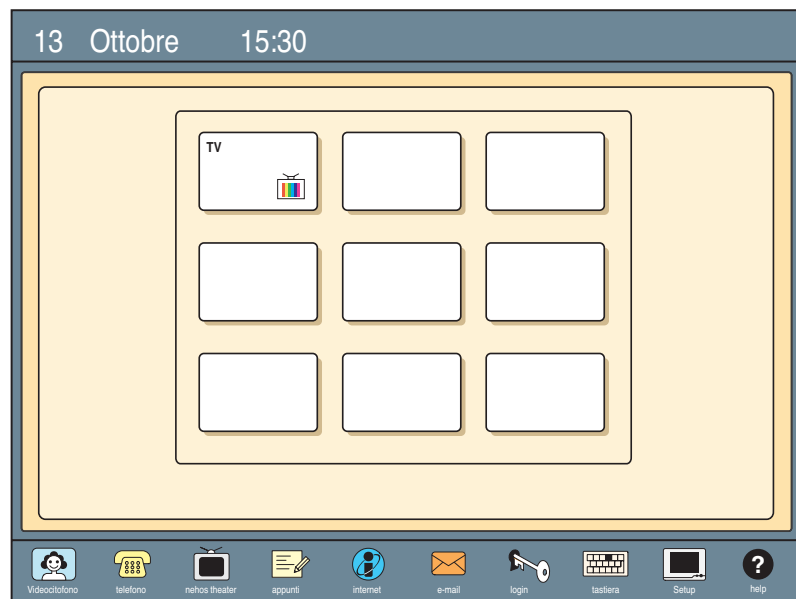 13 Ottobre 15:30
TV
Videocitofono telefono nehos theater appunti internet e-mail login tastiera Setup help